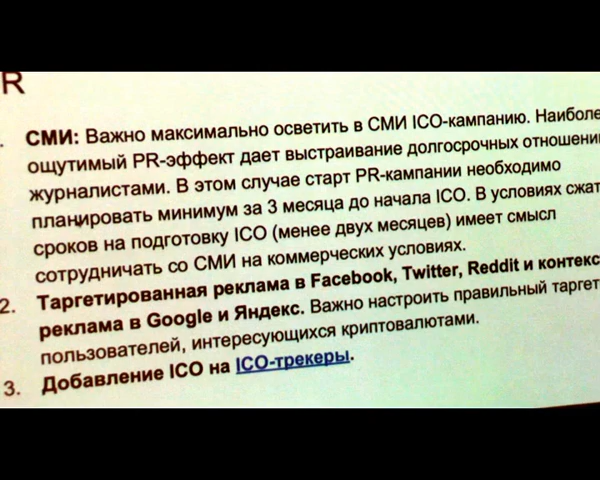 R
СМИ: Важно максимально осветить в СМИ ICO-кампанию. Наиболе
ощутимый PR-эффект дает выстраивание долгосрочных отношени
журналистами. В этом случае старт PR-кампании необходимо
планировать минимум за 3 месяца до начала ICO. В условиях сжат
сроков на подготовку ICO (менее двух месяцев) имеет смысл
сотрудничать со СМИ на коммерческих условиях.
2. Таргетированная реклама в Facebook, Twitter, Reddit и контекс
реклама в Google и Яндекс. Важно настроить правильный таргет
пользователей, интересующихся криптовалютами.
3. Добавление ICO на ICO-трекеры.